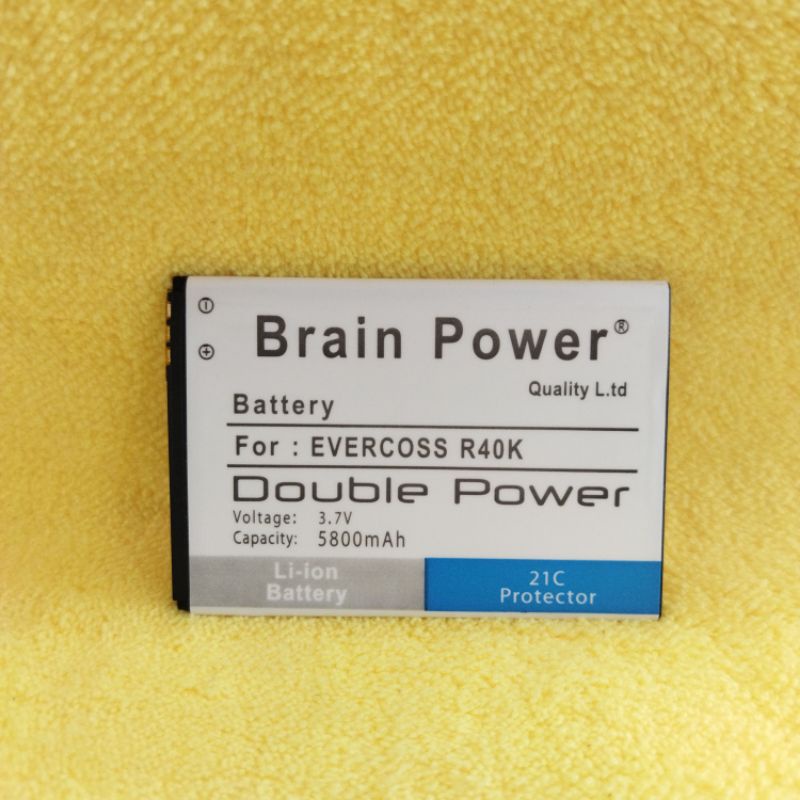 Brain Power®
Quality L.td
Battery
For : EVERCOSS R40K
Double Power
Voltage: 3.7V
Capacity: 5800mAh
Li-ion
Battery
21C
Protector